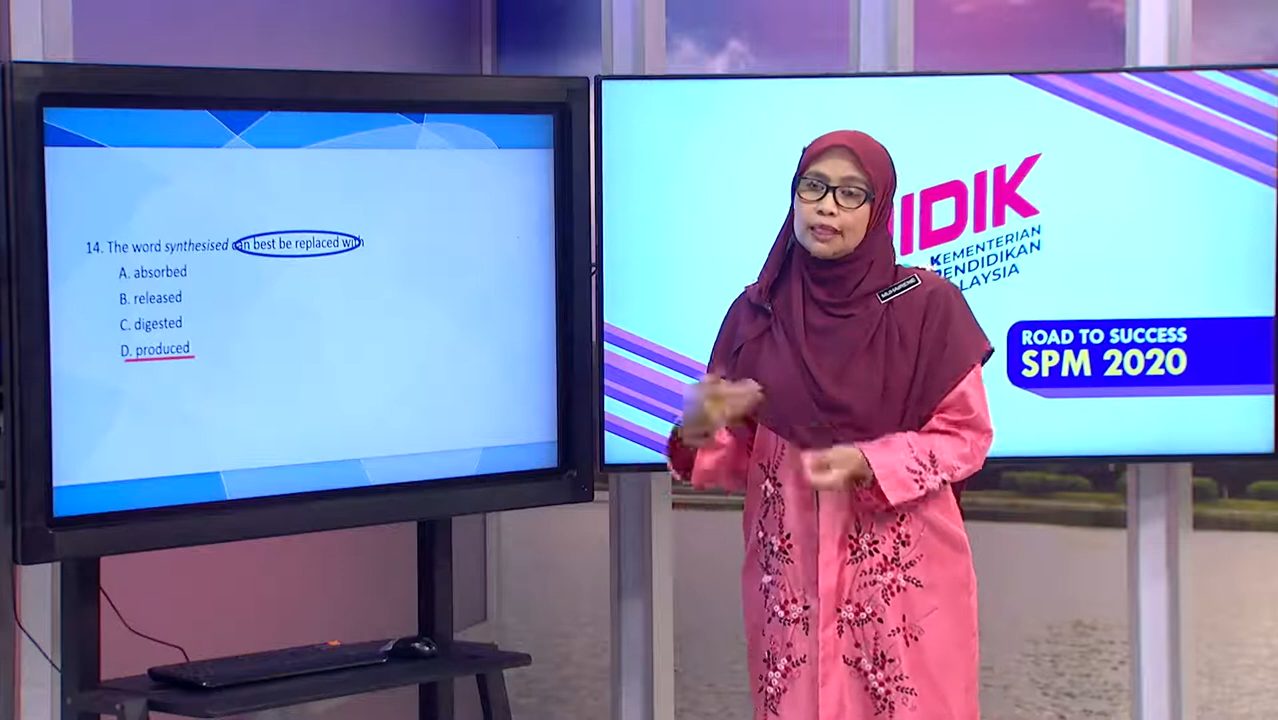 14. The word synthesised can best be replaced with
A. absorbed
B. released
C. digested
D. produced
IDIK
KEMENTERIAN
PENDIDIKAN
LAYSIA
ROAD TO SUCCESS
SPM 2020